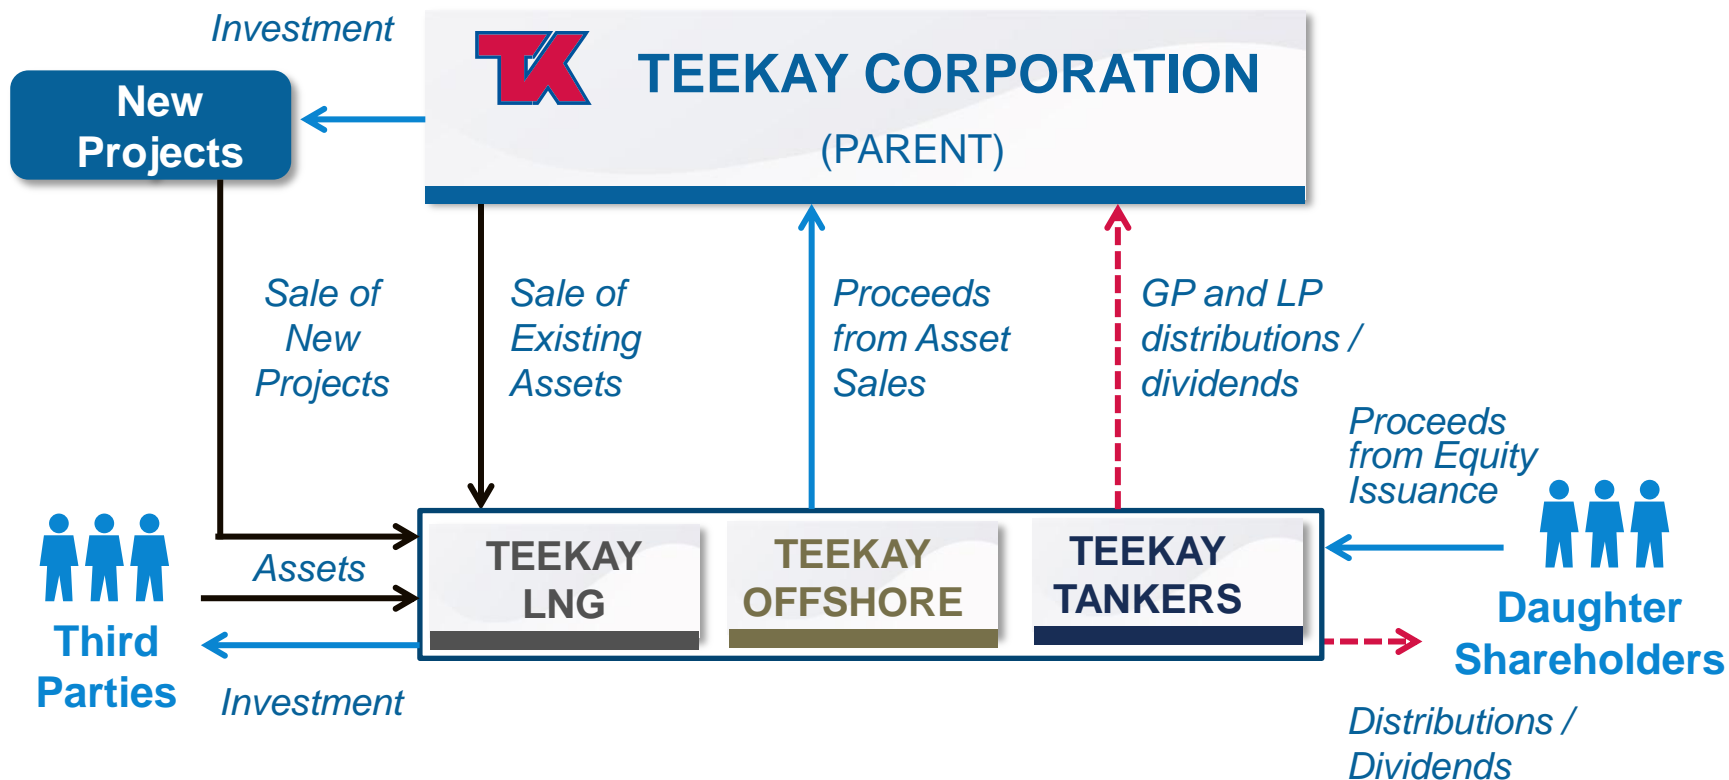 Investment
TK TEEKAY CORPORATION
(PARENT)
New
Projects
Sale of
New
Projects
Sale of
Existing
Assets
Proceeds
from Asset
Sales
GP and LP
distributions /
dividends
Proceeds
from Equity
Issuance
Assets
Third
Parties
Investment
TEEKAY
LNG
TEEKAY
OFFSHORE
TEEKAY
TANKERS
Daughter
Shareholders
Distributions /
Dividends